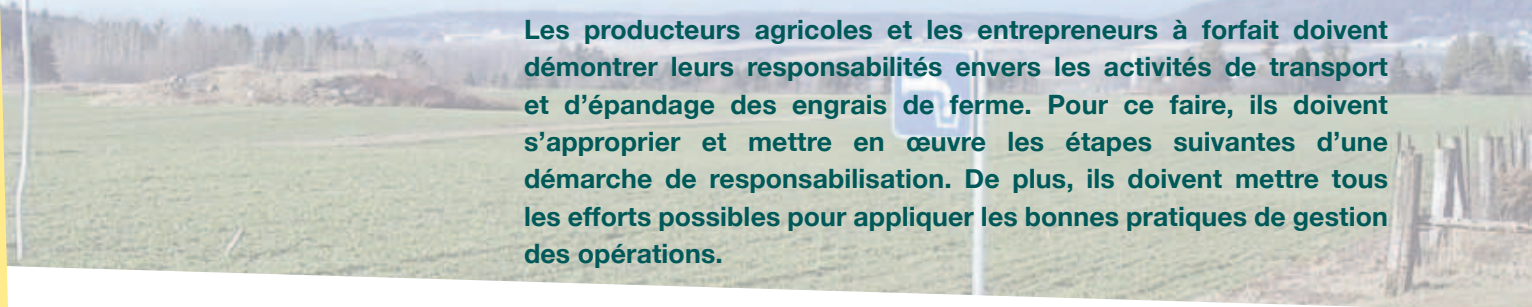 Les producteurs agricoles et les entrepreneurs à forfait doivent
démontrer leurs responsabilités envers les activités de transport
et d'épandage des engrais de ferme. Pour ce faire, ils doivent
s'approprier et mettre en œuvre les étapes suivantes d'une
démarche de responsabilisation. De plus, ils doivent mettre tous
les efforts possibles pour appliquer les bonnes pratiques de gestion
des opérations.